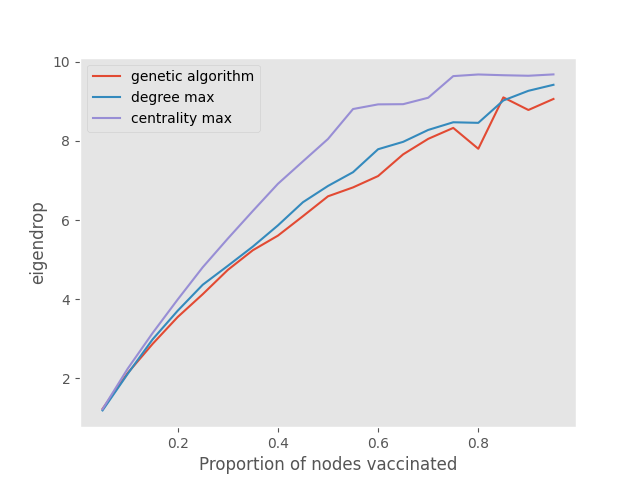 10
8
6
4
2
eigendrop
genetic algorithm
degree max
centrality max
0.2 0.4 0.6 0.8
Proportion of nodes vaccinated